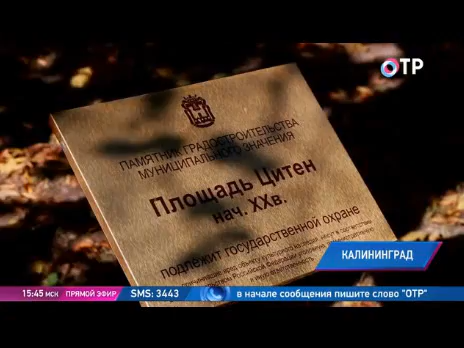 ОТР
ПАМЯТНИК ГРАДОСТРОИТЕЛЬСТВА
МУНИЦИПАЛЬНОГО ЗНАЧЕНИЯ
Площадь Цитен
нач. XXв.
подлежит государственной охране
КАЛИНИНГРАД
15:45 МСК ПРЯМОЙ ЭФИР SMS: 3443 в начале сообщения пишите слово "ОТР"